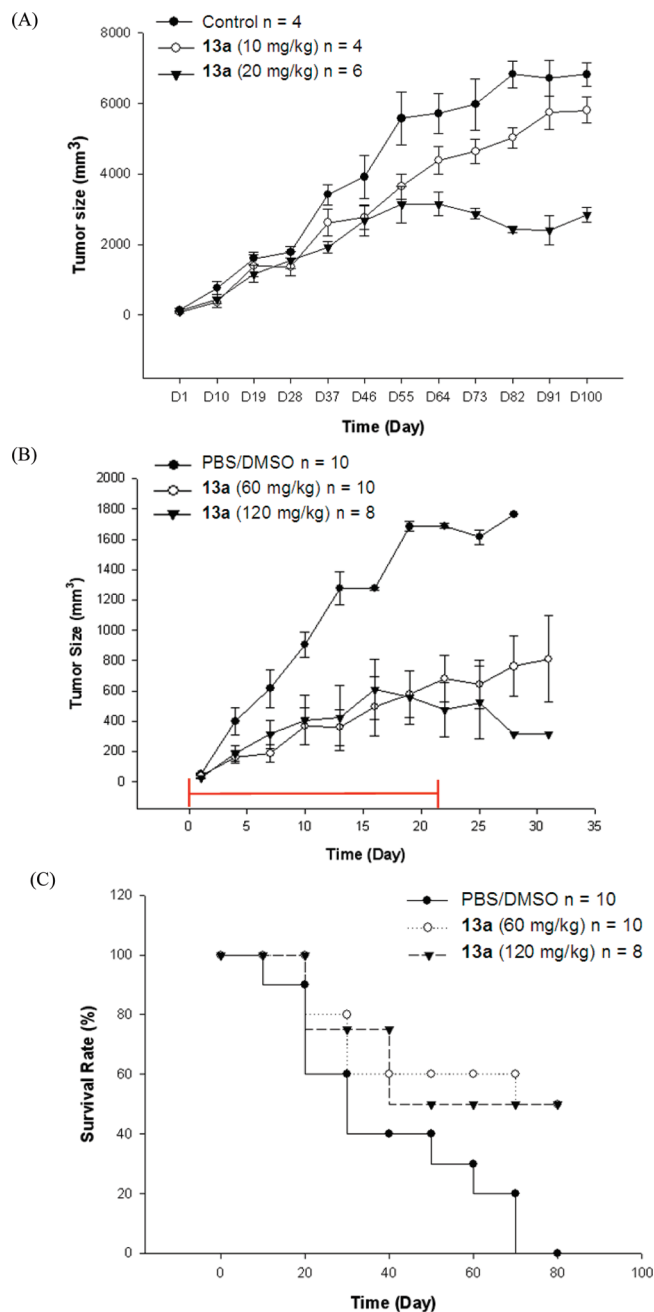 (A)
Control n = 4
13a (10 mg/kg) n = 4
13a (20 mg/kg) n = 6
8000
6000
4000
2000
0
Tumor size (mm³)
D1 D10 D19 D28 D37 D46 D55 D64 D73 D82 D91 D100
Time (Day)
(B)
PBS/DMSO n = 10
13a (60 mg/kg) n = 10
13a (120 mg/kg) n = 8
2000
1800
1600
1400
1200
1000
800
600
400
200
0
Tumor Size (mm³)
0 5 10 15 20 25 30 35
Time (Day)
(C)
PBS/DMSO n = 10
13a (60 mg/kg) n = 10
13a (120 mg/kg) n = 8
120
100
80
60
40
20
0
Survival Rate (%)
0 20 40 60 80 100
Time (Day)